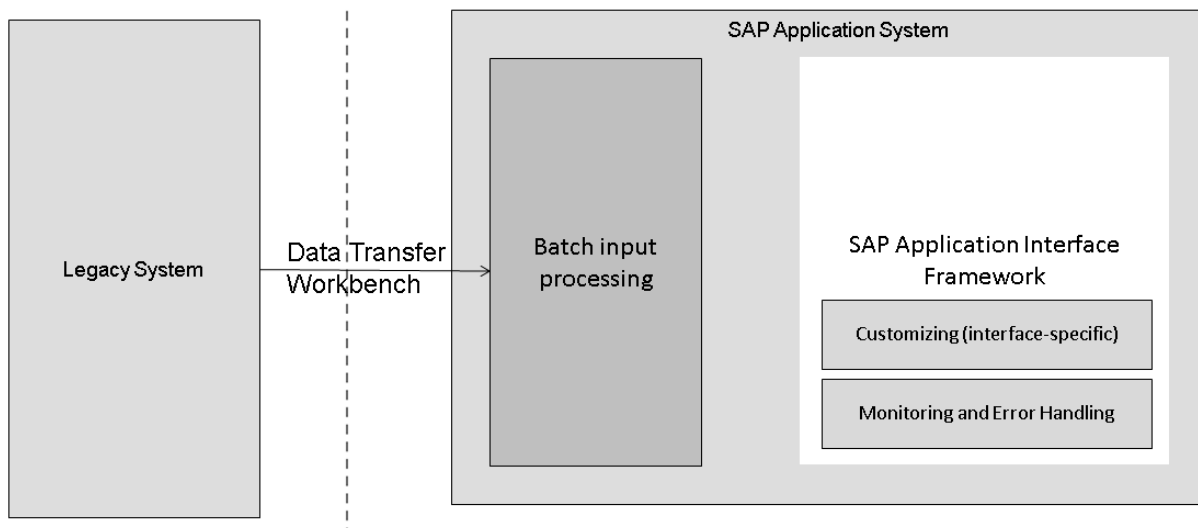 SAP Application System
Legacy System
Data Transfer
Workbench
Batch input
processing
SAP Application Interface
Framework
Customizing (interface-specific)
Monitoring and Error Handling